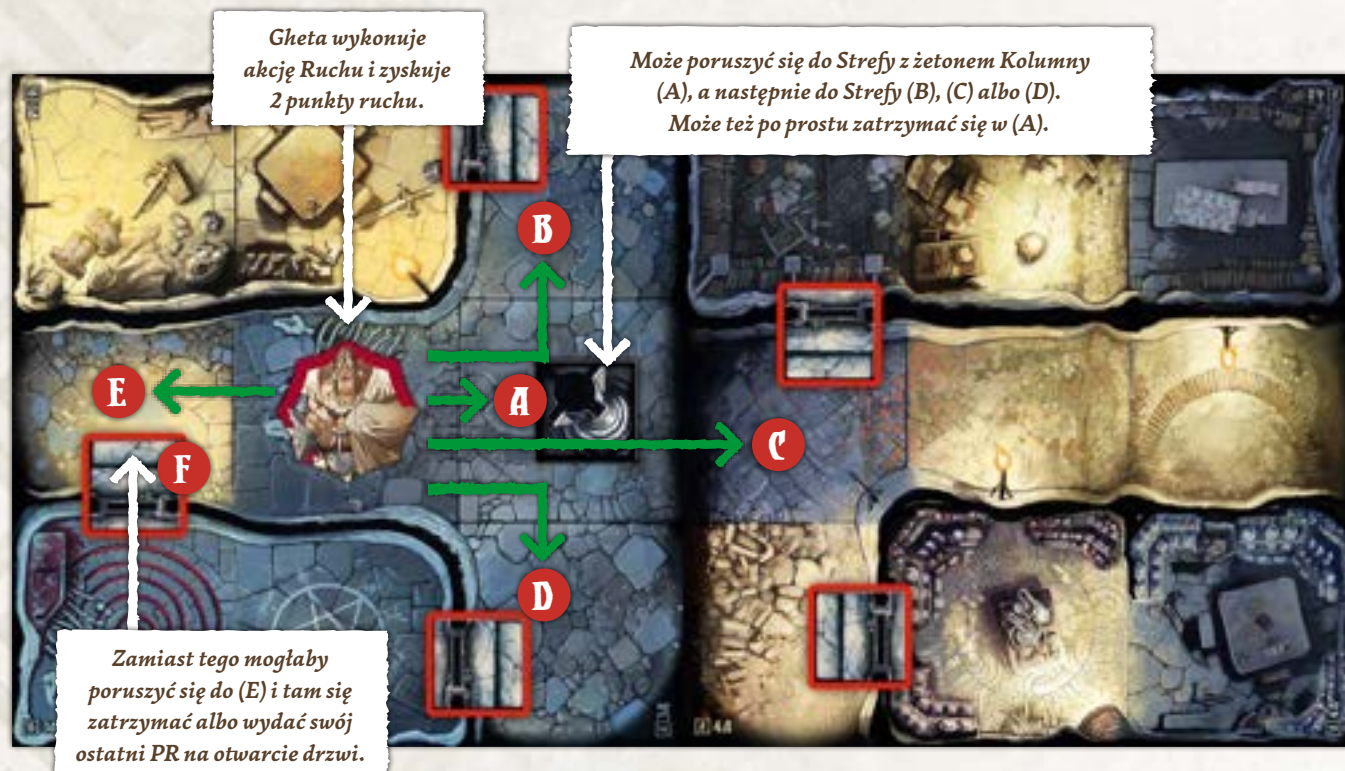 Gheta wykonuje
akcję Ruchu i zyskuje
2 punkty ruchu.
Może poruszyć się do Strefy z żetonem Kolumny
(A), a następnie do Strefy (B), (C) albo (D).
Może też po prostu zatrzymać się w (A).
B
E
A
C
F
D
Zamiast tego mogłaby
poruszyć się do (E) i tam się
zatrzymać albo wydać swój
ostatni PR na otwarcie drzwi.